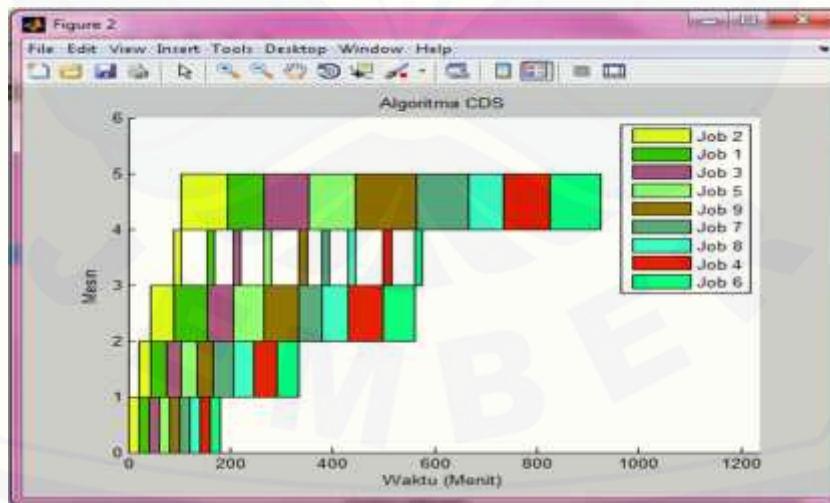 Figure 2
File Edit View Insert Tools Desktop Window Help
Algoritma CDS
6
5
4
3
2
1
0
Mesin
0 200 400 600 800 1000 1200
Waktu (Menit)
Job 2
Job 1
Job 3
Job 5
Job 9
Job 7
Job 8
Job 4
Job 6